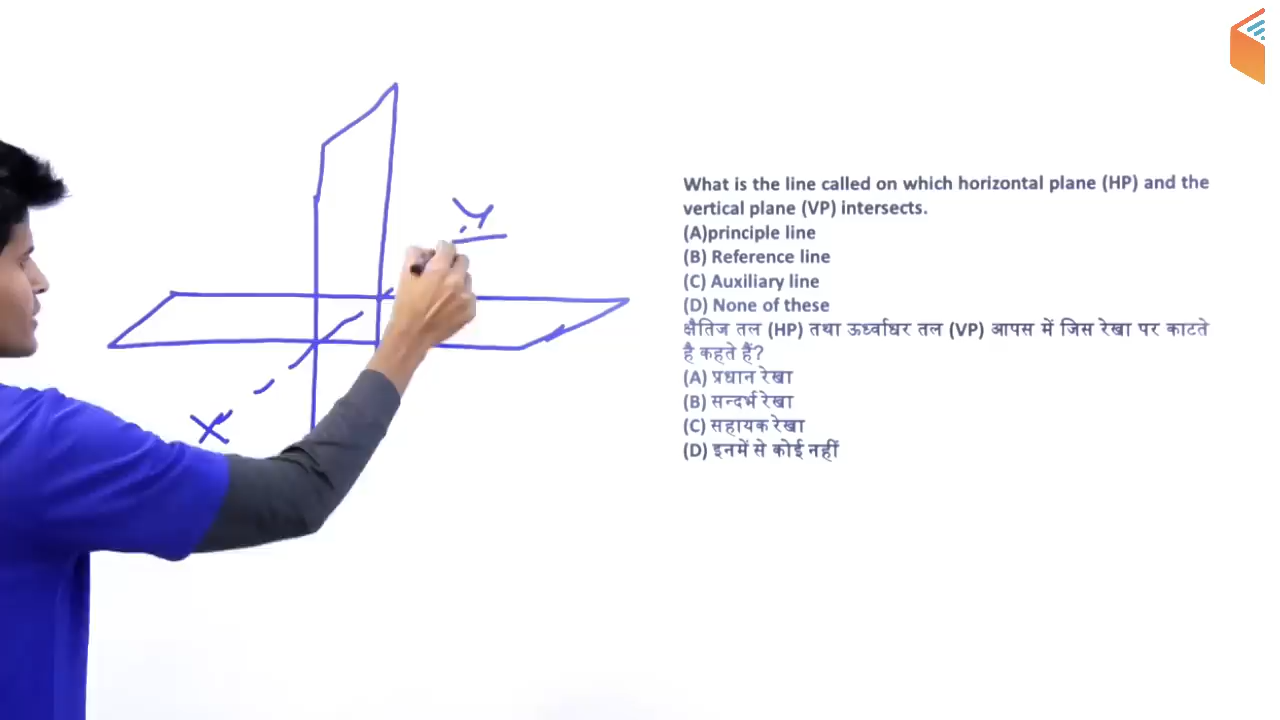 What is the line called on which horizontal plane (HP) and the
vertical plane (VP) intersects.
(A)principle line
(B) Reference line
(C) Auxiliary line
(D) None of these
क्षैतिज तल (HP) तथा ऊर्ध्वाधर तल (VP) आपस में जिस रेखा पर काटते
है कहते हैं?
(A) प्रधान रेखा
(B) सन्दर्भ रेखा
(C) सहायक रेखा
(D) इनमें से कोई नहीं
y
X